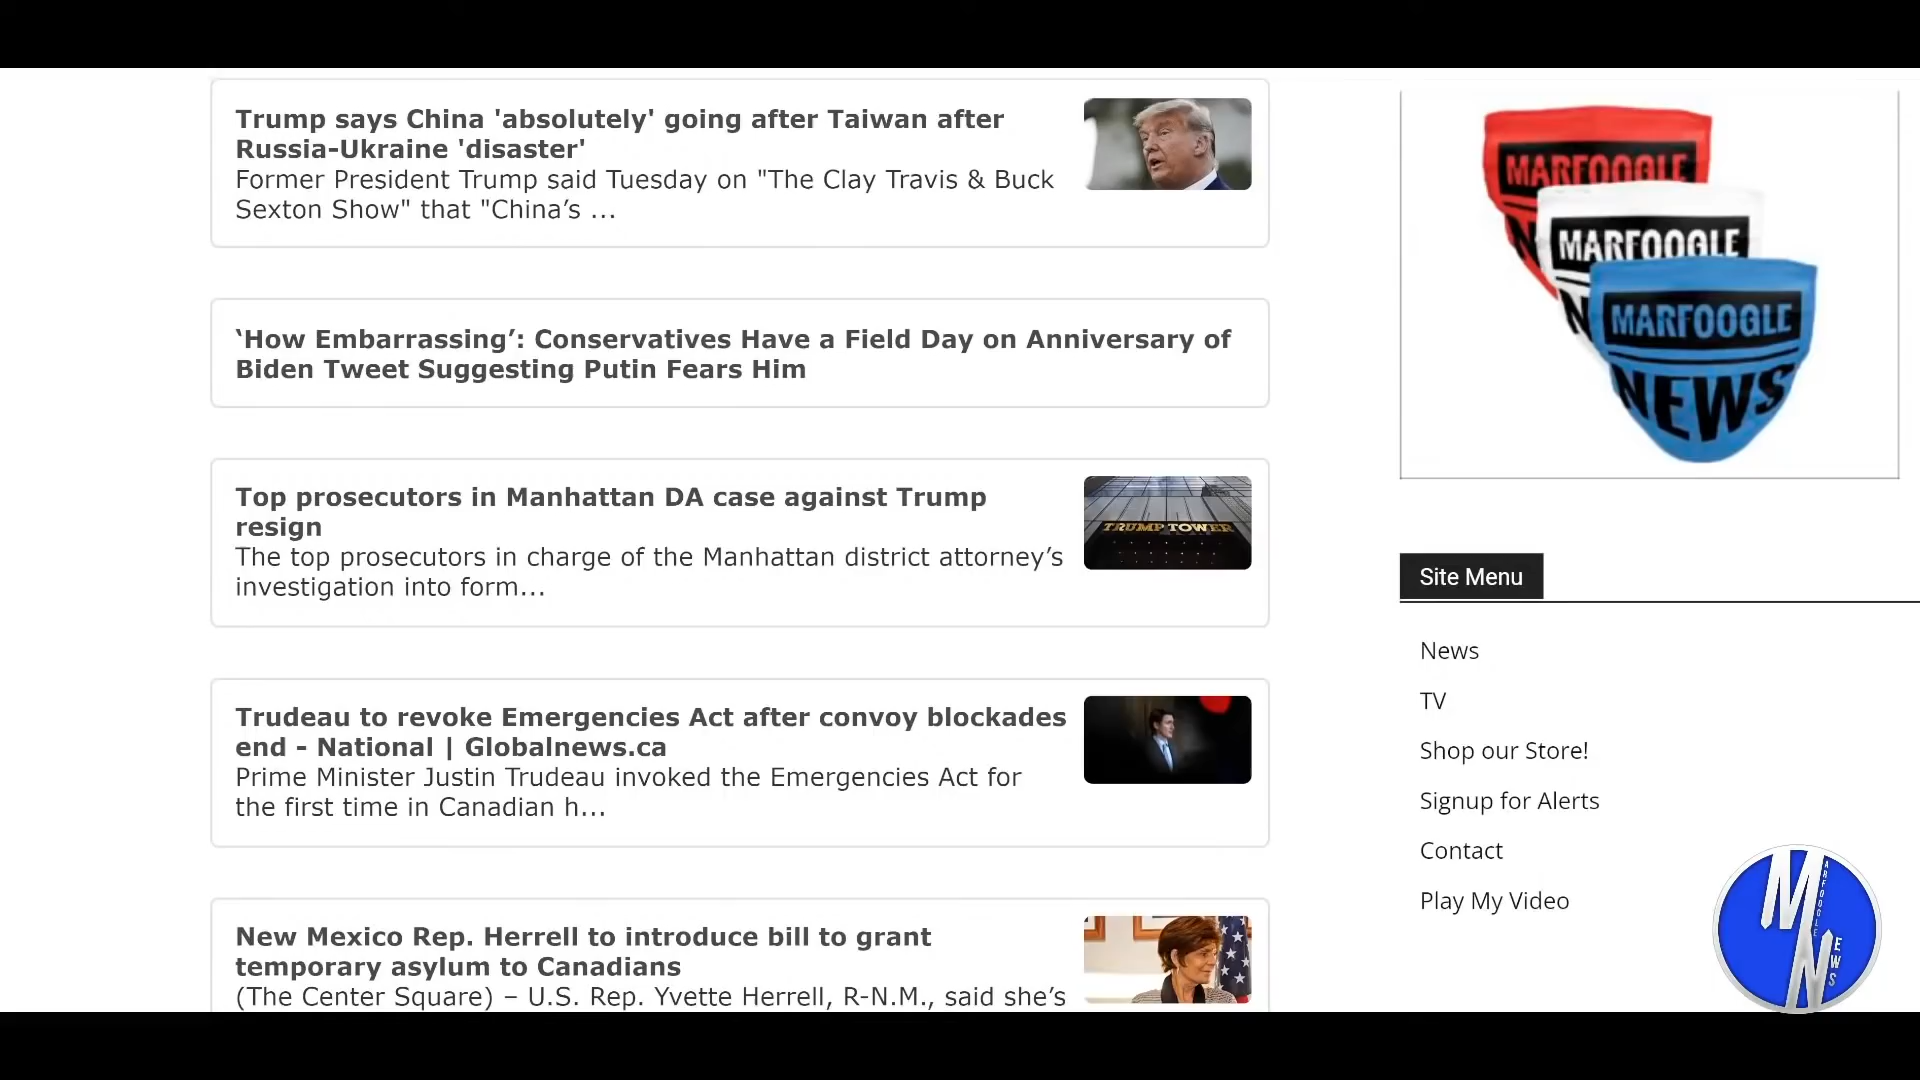 Trump says China 'absolutely' going after Taiwan after
Russia-Ukraine 'disaster'
Former President Trump said Tuesday on "The Clay Travis & Buck
Sexton Show" that "China’s ...
‘How Embarrassing’: Conservatives Have a Field Day on Anniversary of
Biden Tweet Suggesting Putin Fears Him
Top prosecutors in Manhattan DA case against Trump
resign
The top prosecutors in charge of the Manhattan district attorney’s
investigation into form...
TRUMP TOWER
Trudeau to revoke Emergencies Act after convoy blockades
end - National | Globalnews.ca
Prime Minister Justin Trudeau invoked the Emergencies Act for
the first time in Canadian h...
New Mexico Rep. Herrell to introduce bill to grant
temporary asylum to Canadians
(The Center Square) – U.S. Rep. Yvette Herrell, R-N.M., said she’s
MARFOOGLE
N
MARFOOGLE
N
MARFOOGLE
NEWS
Site Menu
News
TV
Shop our Store!
Signup for Alerts
Contact
Play My Video
MARFOOGLE
NEWS